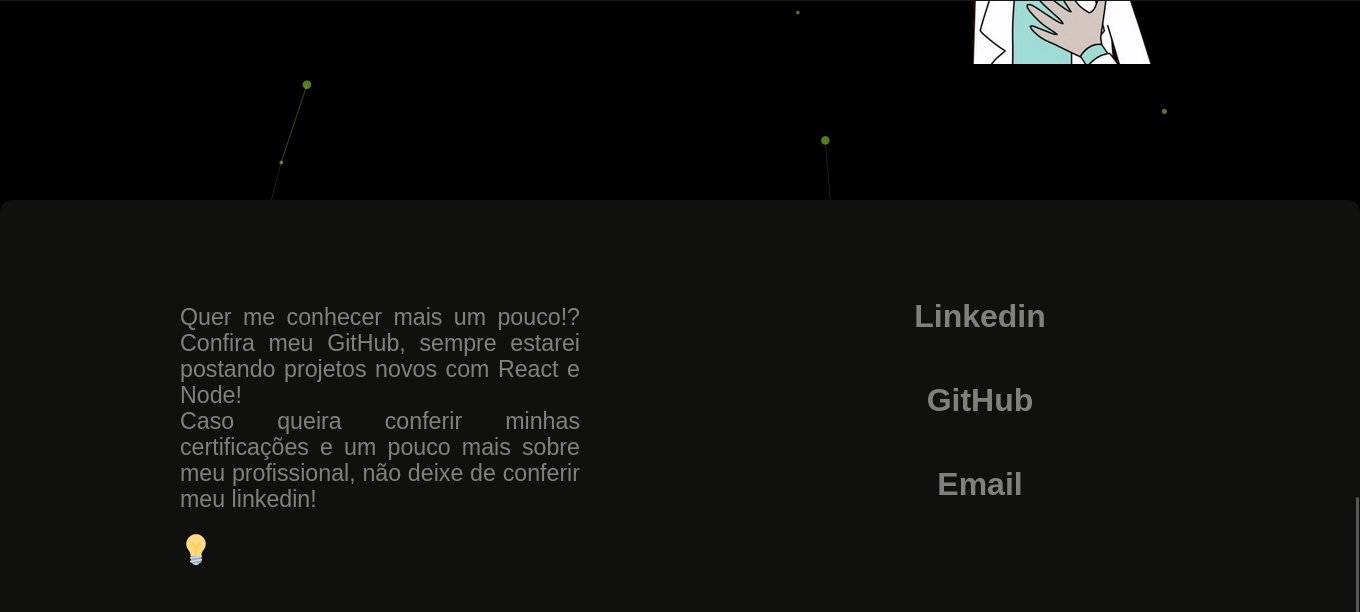 Quer me conhecer mais um pouco!?
Confira meu GitHub, sempre estarei
postando projetos novos com React e
Node!
Caso queira conferir minhas
certificações e um pouco mais sobre
meu profissional, não deixe de conferir
meu linkedin!
Linkedin
GitHub
Email